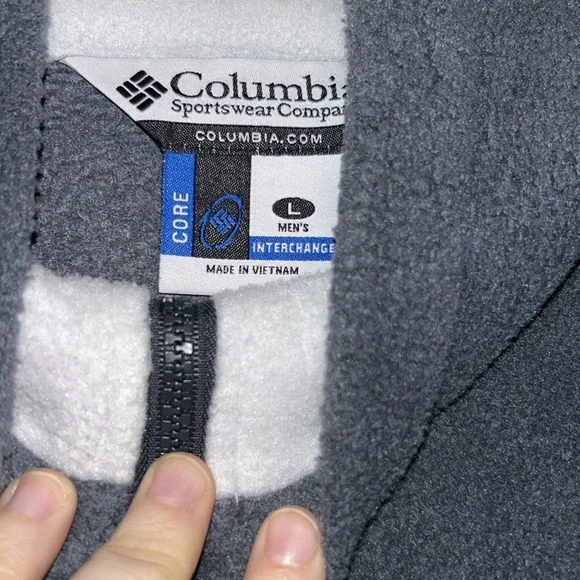 Columbia
Sportswear Compa
COLUMBIA.COM
CORE
L
MEN'S
INTERCHANGE
MADE IN VIETNAM